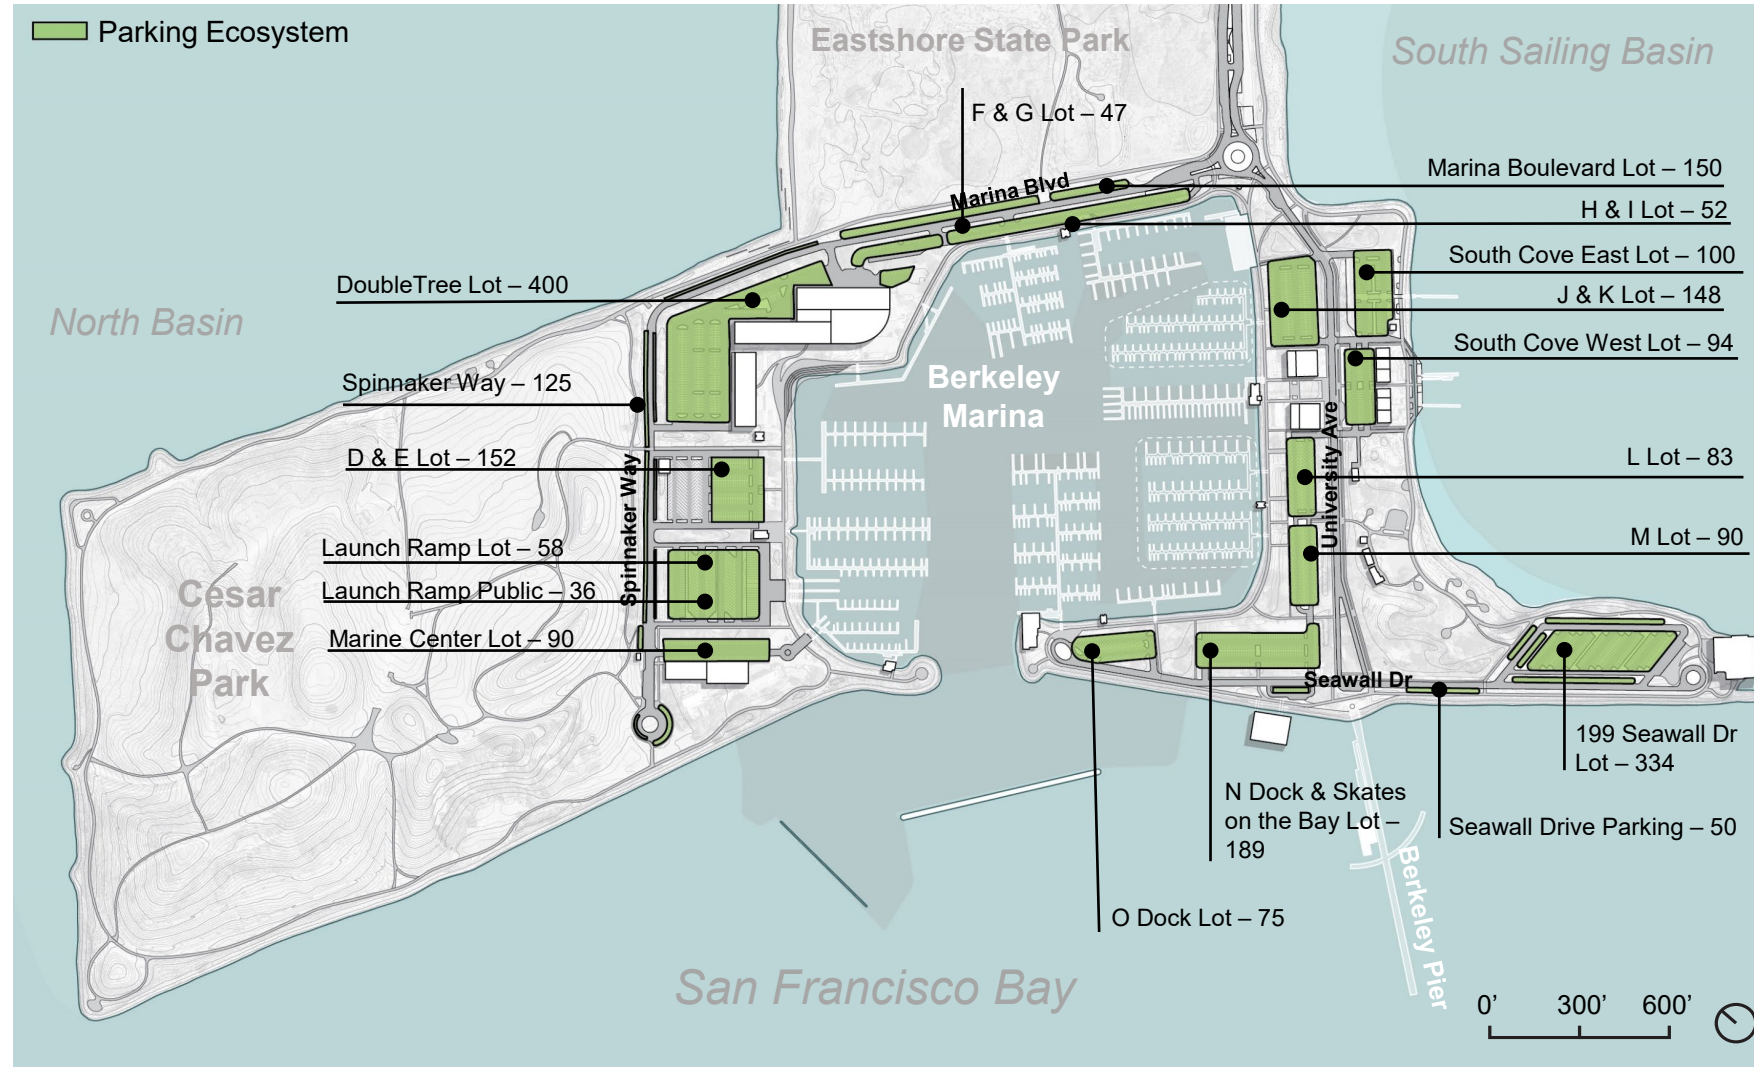 Parking Ecosystem
Eastshore State Park
South Sailing Basin
F & G Lot – 47
Marina Boulevard Lot – 150
Marina Blvd
H & I Lot – 52
South Cove East Lot – 100
DoubleTree Lot – 400
J & K Lot – 148
North Basin
South Cove West Lot – 94
Spinnaker Way – 125
Berkeley
Marina
D & E Lot – 152
L Lot – 83
Spinnaker Way
University Ave
M Lot – 90
Launch Ramp Lot – 58
Launch Ramp Public – 36
Cesar
Chavez
Park
Marine Center Lot – 90
Seawall Dr
199 Seawall Dr
Lot – 334
N Dock & Skates
on the Bay Lot –
189
Seawall Drive Parking – 50
O Dock Lot – 75
Berkeley Pier
San Francisco Bay
0’ 300’ 600’